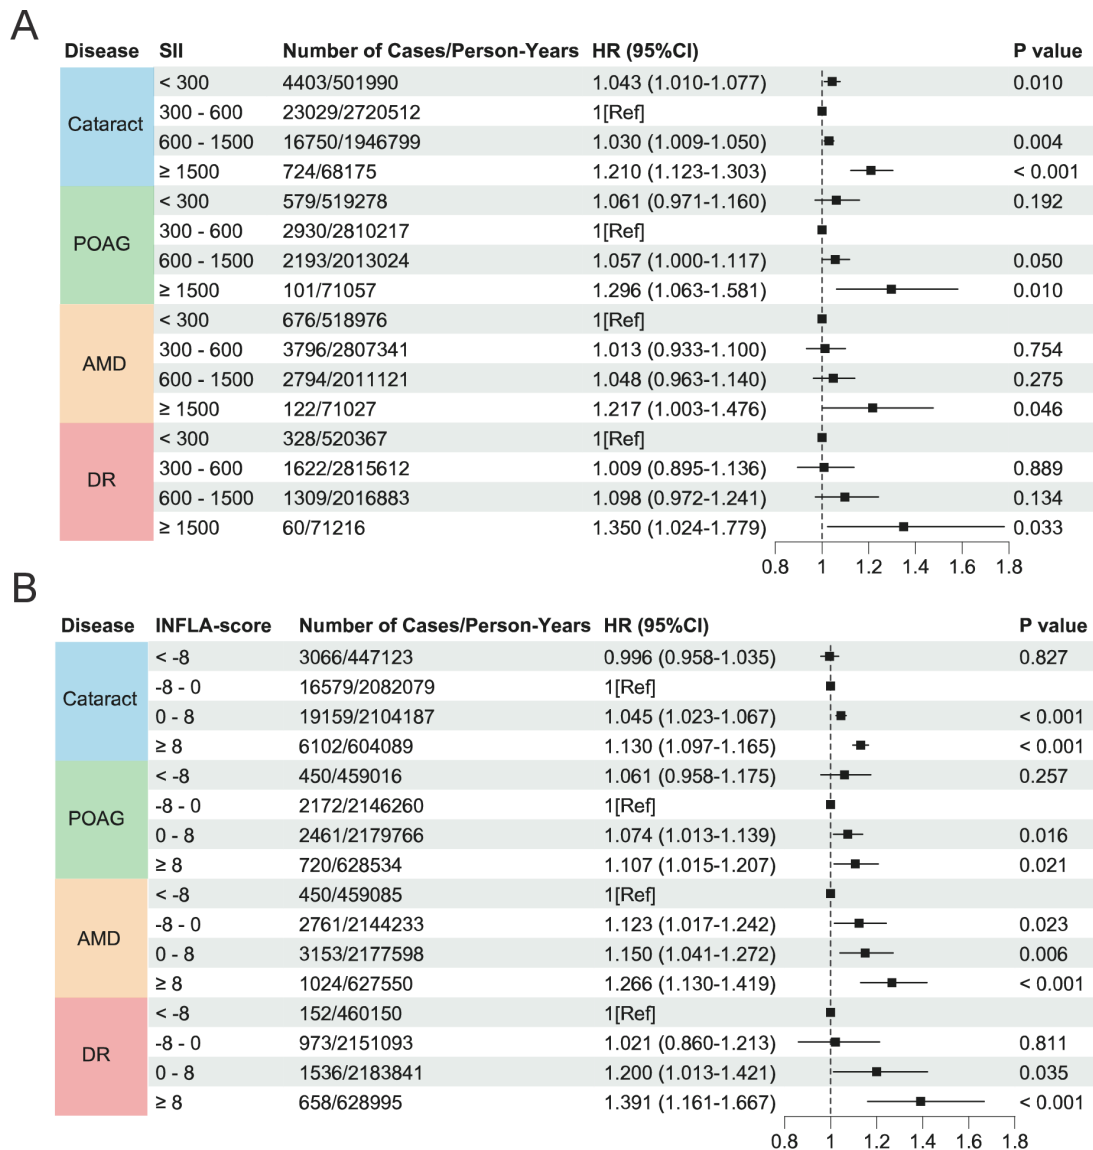 A
Disease SII Number of Cases/Person-Years HR (95%CI) P value
Cataract
< 300 4403/501990 1.043 (1.010-1.077) 0.010
300 - 600 23029/2720512 1[Ref]
600 - 1500 16750/1946799 1.030 (1.009-1.050) 0.004
≥ 1500 724/68175 1.210 (1.123-1.303) < 0.001
POAG
< 300 579/519278 1.061 (0.971-1.160) 0.192
300 - 600 2930/2810217 1[Ref]
600 - 1500 2193/2013024 1.057 (1.000-1.117) 0.050
≥ 1500 101/71057 1.296 (1.063-1.581) 0.010
AMD
< 300 676/518976 1[Ref]
300 - 600 3796/2807341 1.013 (0.933-1.100) 0.754
600 - 1500 2794/2011121 1.048 (0.963-1.140) 0.275
≥ 1500 122/71027 1.217 (1.003-1.476) 0.046
DR
< 300 328/520367 1[Ref]
300 - 600 1622/2815612 1.009 (0.895-1.136) 0.889
600 - 1500 1309/2016883 1.098 (0.972-1.241) 0.134
≥ 1500 60/71216 1.350 (1.024-1.779) 0.033
0.8 1 1.2 1.4 1.6 1.8
B
Disease INFLA-score Number of Cases/Person-Years HR (95%CI) P value
Cataract
< -8 3066/447123 0.996 (0.958-1.035) 0.827
-8 - 0 16579/2082079 1[Ref]
0 - 8 19159/2104187 1.045 (1.023-1.067) < 0.001
≥ 8 6102/604089 1.130 (1.097-1.165) < 0.001
POAG
< -8 450/459016 1.061 (0.958-1.175) 0.257
-8 - 0 2172/2146260 1[Ref]
0 - 8 2461/2179766 1.074 (1.013-1.139) 0.016
≥ 8 720/628534 1.107 (1.015-1.207) 0.021
AMD
< -8 450/459085 1[Ref]
-8 - 0 2761/2144233 1.123 (1.017-1.242) 0.023
0 - 8 3153/2177598 1.150 (1.041-1.272) 0.006
≥ 8 1024/627550 1.266 (1.130-1.419) < 0.001
DR
< -8 152/460150 1[Ref]
-8 - 0 973/2151093 1.021 (0.860-1.213) 0.811
0 - 8 1536/2183841 1.200 (1.013-1.421) 0.035
≥ 8 658/628995 1.391 (1.161-1.667) < 0.001
0.8 1 1.2 1.4 1.6 1.8